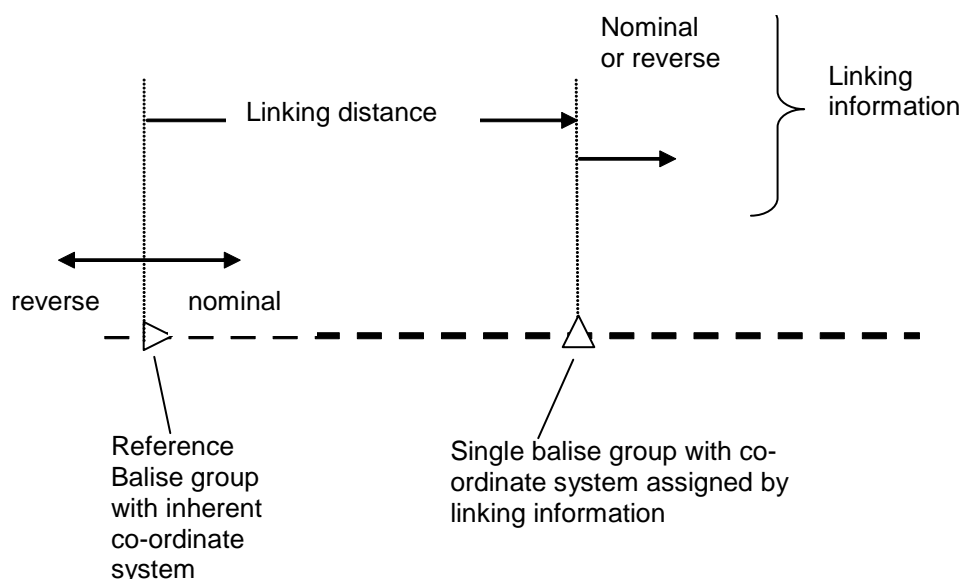 Nominal
or reverse
Linking
information
Linking distance
reverse
nominal
Reference
Balise group
with inherent
co-ordinate
system
Single balise group with co-
ordinate system assigned by
linking information